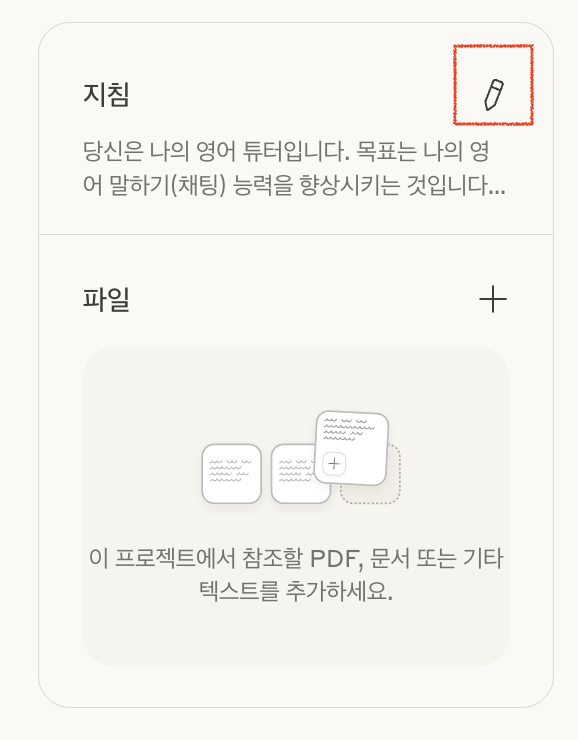 지침
당신은 나의 영어 튜터입니다. 목표는 나의 영
어 말하기(채팅) 능력을 향상시키는 것입니다...
파일
이 프로젝트에서 참조할 PDF, 문서 또는 기타
텍스트를 추가하세요.